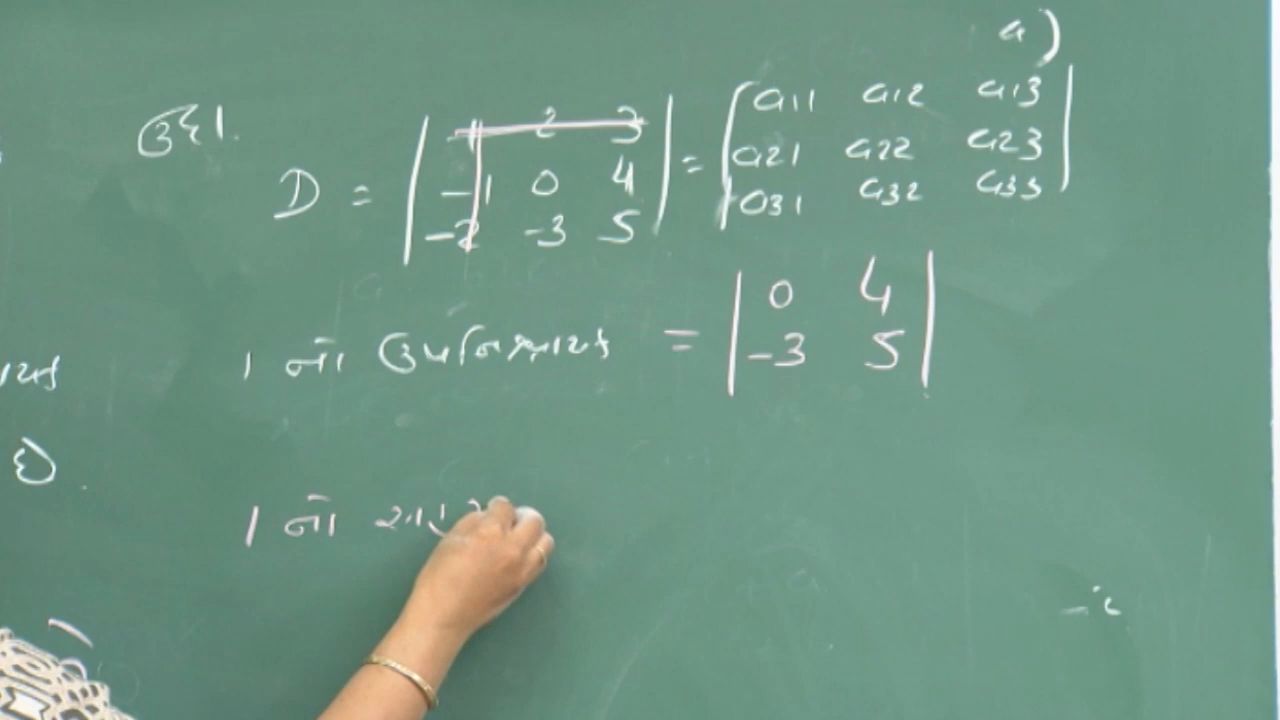 a)
ઉદા.
D = | 1 2 3 | = | a11 a12 a13 |
| -1 0 4 | | a21 a22 a23 |
| -2 -3 5 | | a31 a32 a33 |
1 નો ઉપનિશ્ચાયક = | 0 4 |
| -3 5 |
છે.
1 નો